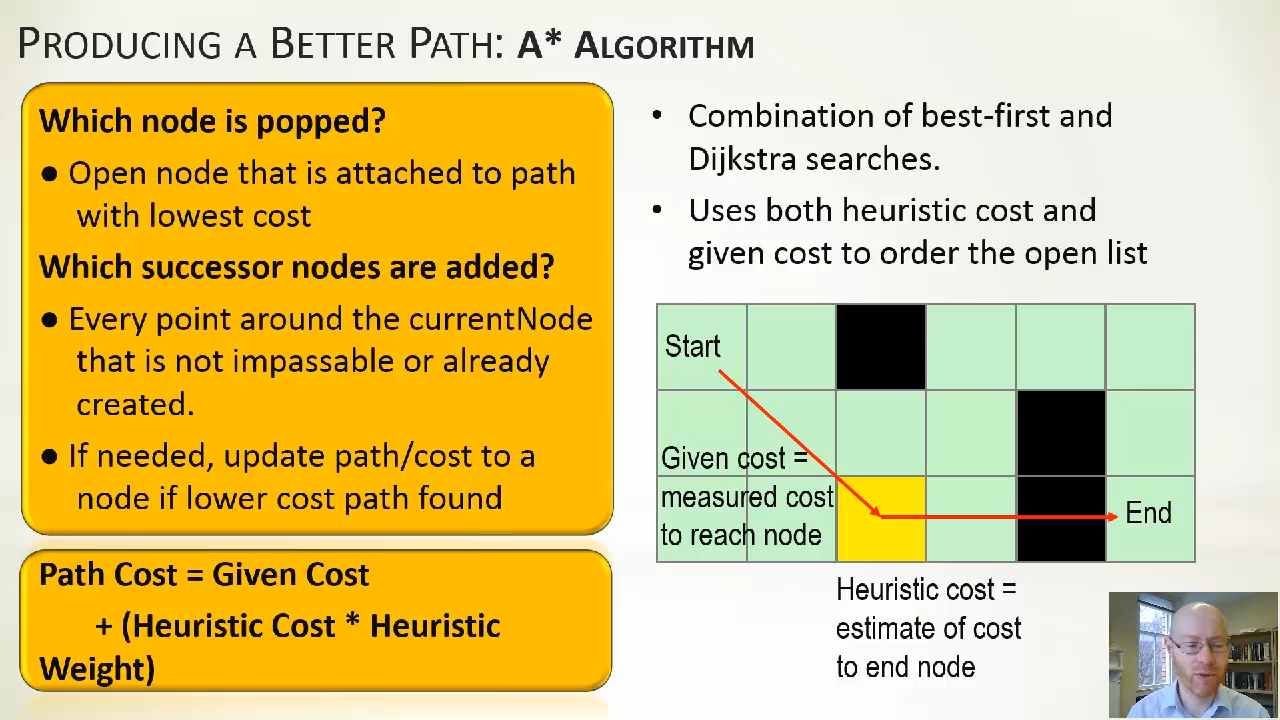 PRODUCING A BETTER PATH: A* ALGORITHM
Which node is popped?
● Open node that is attached to path
with lowest cost
Which successor nodes are added?
● Every point around the currentNode
that is not impassable or already
created.
● If needed, update path/cost to a
node if lower cost path found
Path Cost = Given Cost
+ (Heuristic Cost * Heuristic
Weight)
• Combination of best-first and
Dijkstra searches.
• Uses both heuristic cost and
given cost to order the open list
Start
Given cost =
measured cost
to reach node
End
Heuristic cost =
estimate of cost
to end node